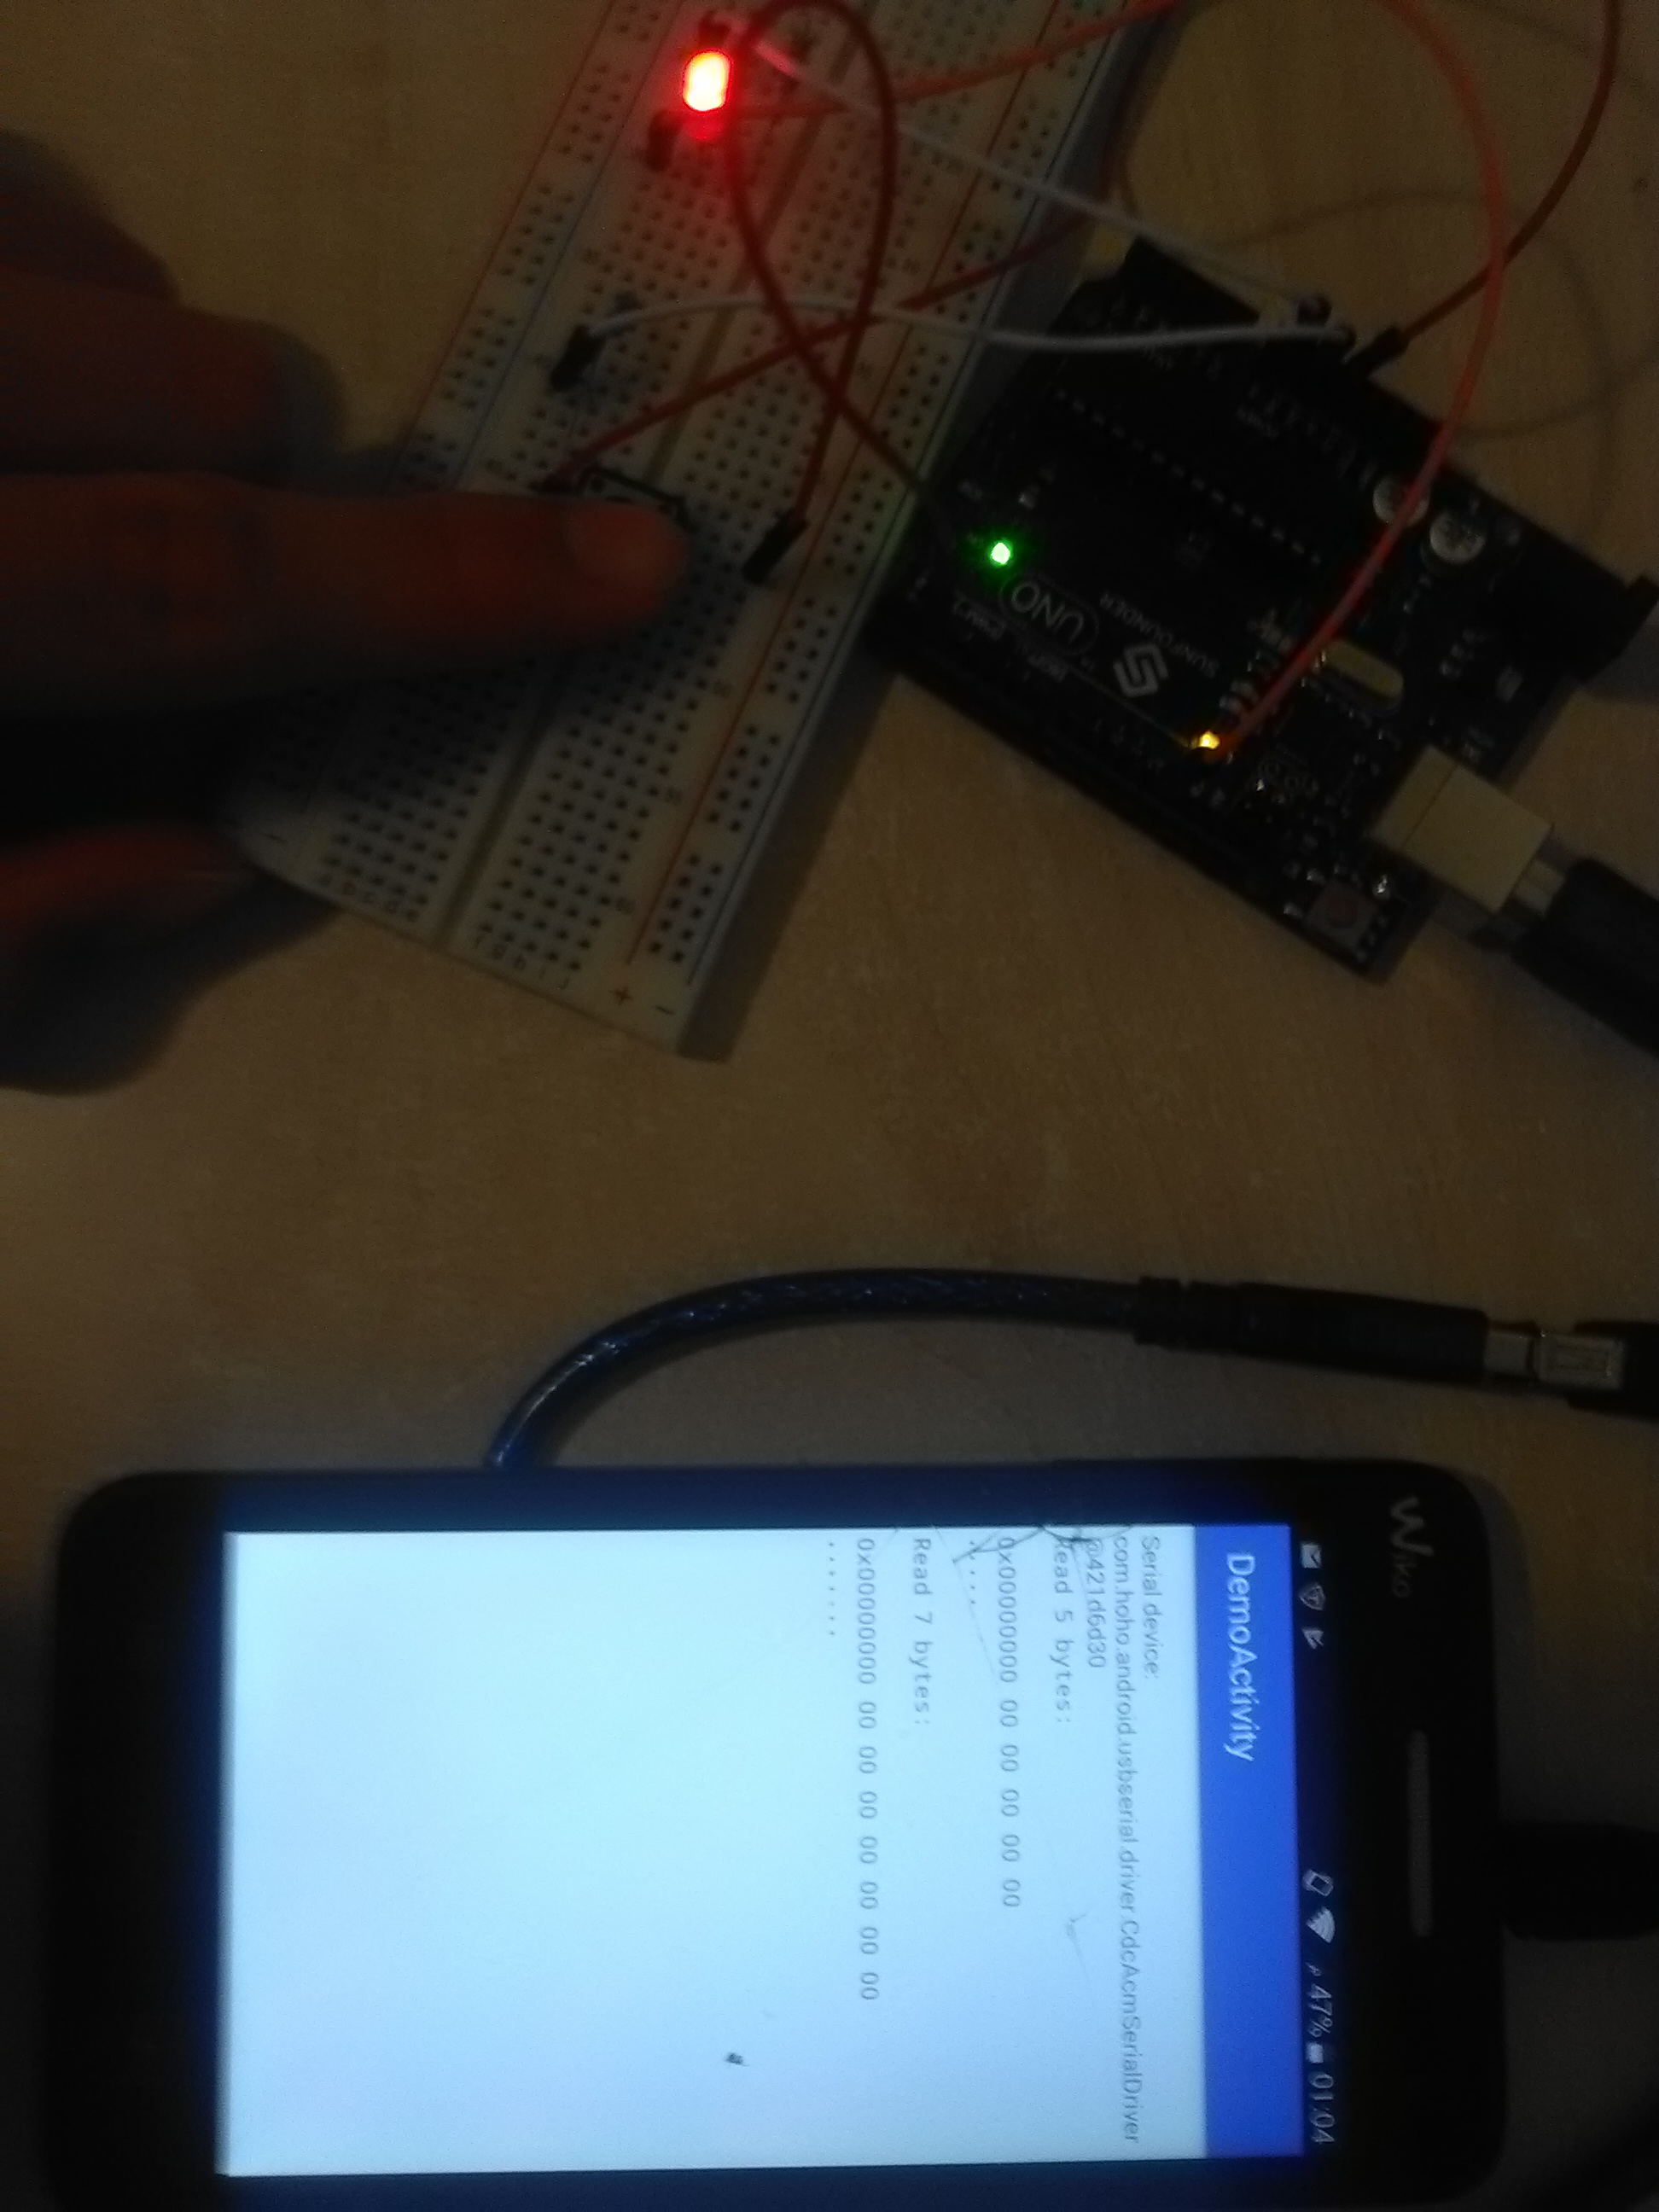 SUNFOUNDER
UNO
Wiko
47% 01:04
DemoActivity
Serial device:
com.hoho.android.usbserial.driver.CdcAcmSerialDriver
@421d6d30
Read 5 bytes:
0x00000000 00 00 00 00 00
.....
Read 7 bytes:
0x00000000 00 00 00 00 00 00 00
.......